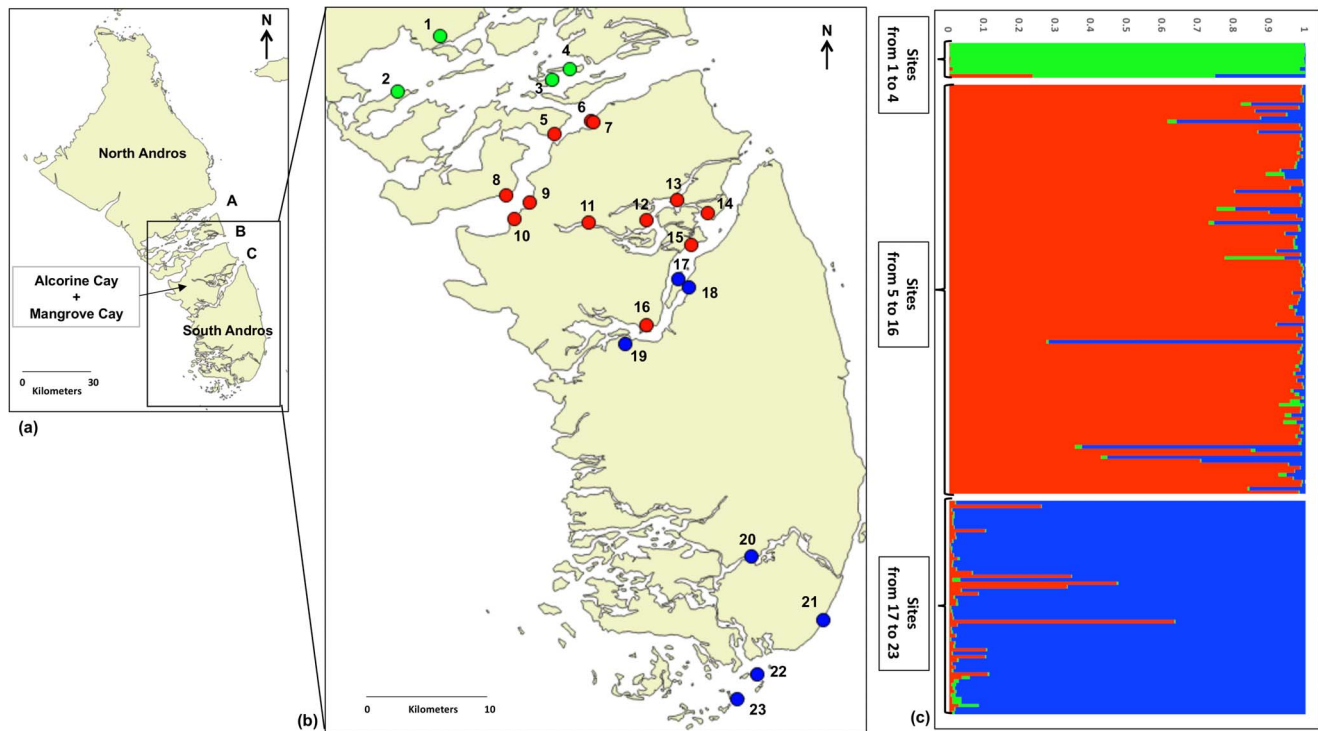 (a)
N
North Andros
A
B
C
Alcorine Cay
+
Mangrove Cay
South Andros
0 30
Kilometers
(b)
N
1
2
3
4
5
6
7
8
9
10
11
12
13
14
15
16
17
18
19
20
21
22
23
0 10
Kilometers
(c)
0 0.1 0.2 0.3 0.4 0.5 0.6 0.7 0.8 0.9 1
Sites
from 1 to 4
Sites
from 5 to 16
Sites
from 17 to 23